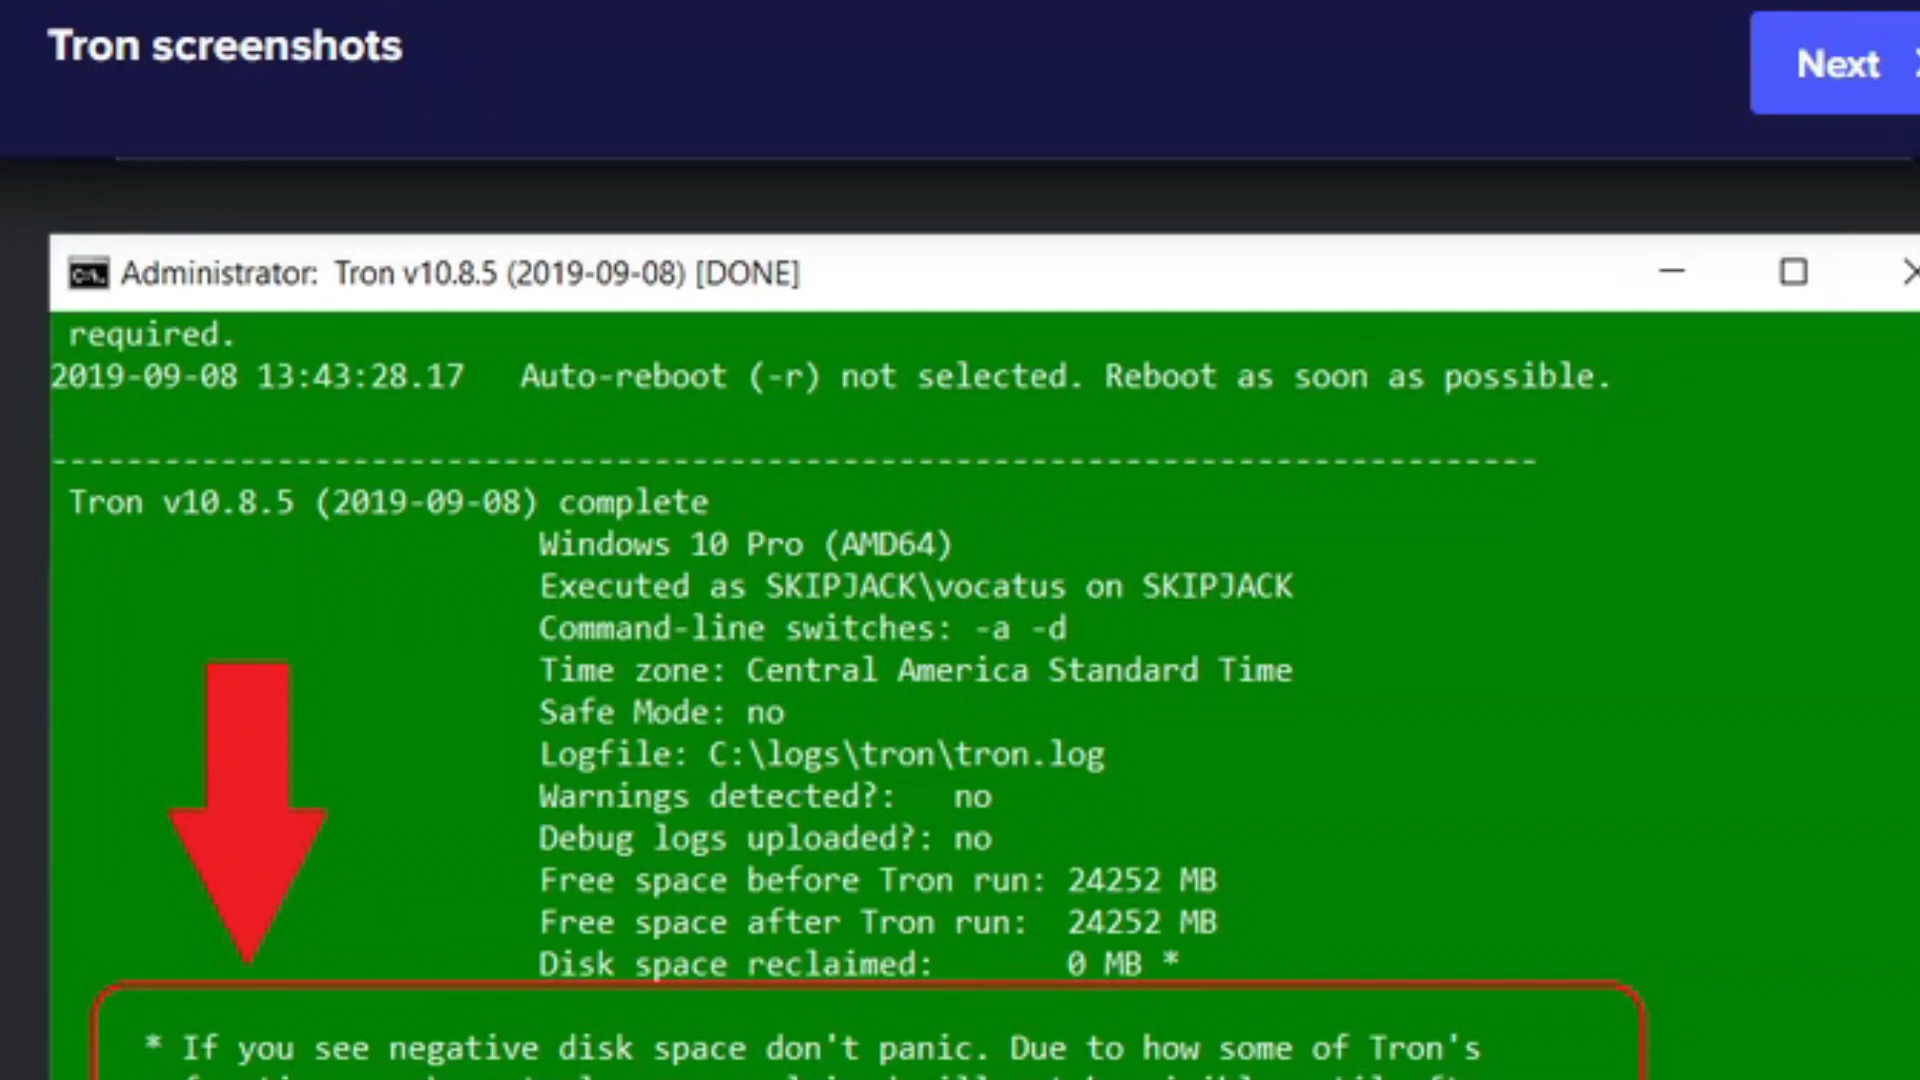 Tron screenshots
Next
Administrator: Tron v10.8.5 (2019-09-08) [DONE]
required.
2019-09-08 13:43:28.17 Auto-reboot (-r) not selected. Reboot as soon as possible.
--------------------------------------------------------------------------------
Tron v10.8.5 (2019-09-08) complete
Windows 10 Pro (AMD64)
Executed as SKIPJACK\vocatus on SKIPJACK
Command-line switches: -a -d
Time zone: Central America Standard Time
Safe Mode: no
Logfile: C:\logs\tron\tron.log
Warnings detected?: no
Debug logs uploaded?: no
Free space before Tron run: 24252 MB
Free space after Tron run: 24252 MB
Disk space reclaimed: 0 MB *
* If you see negative disk space don't panic. Due to how some of Tron's